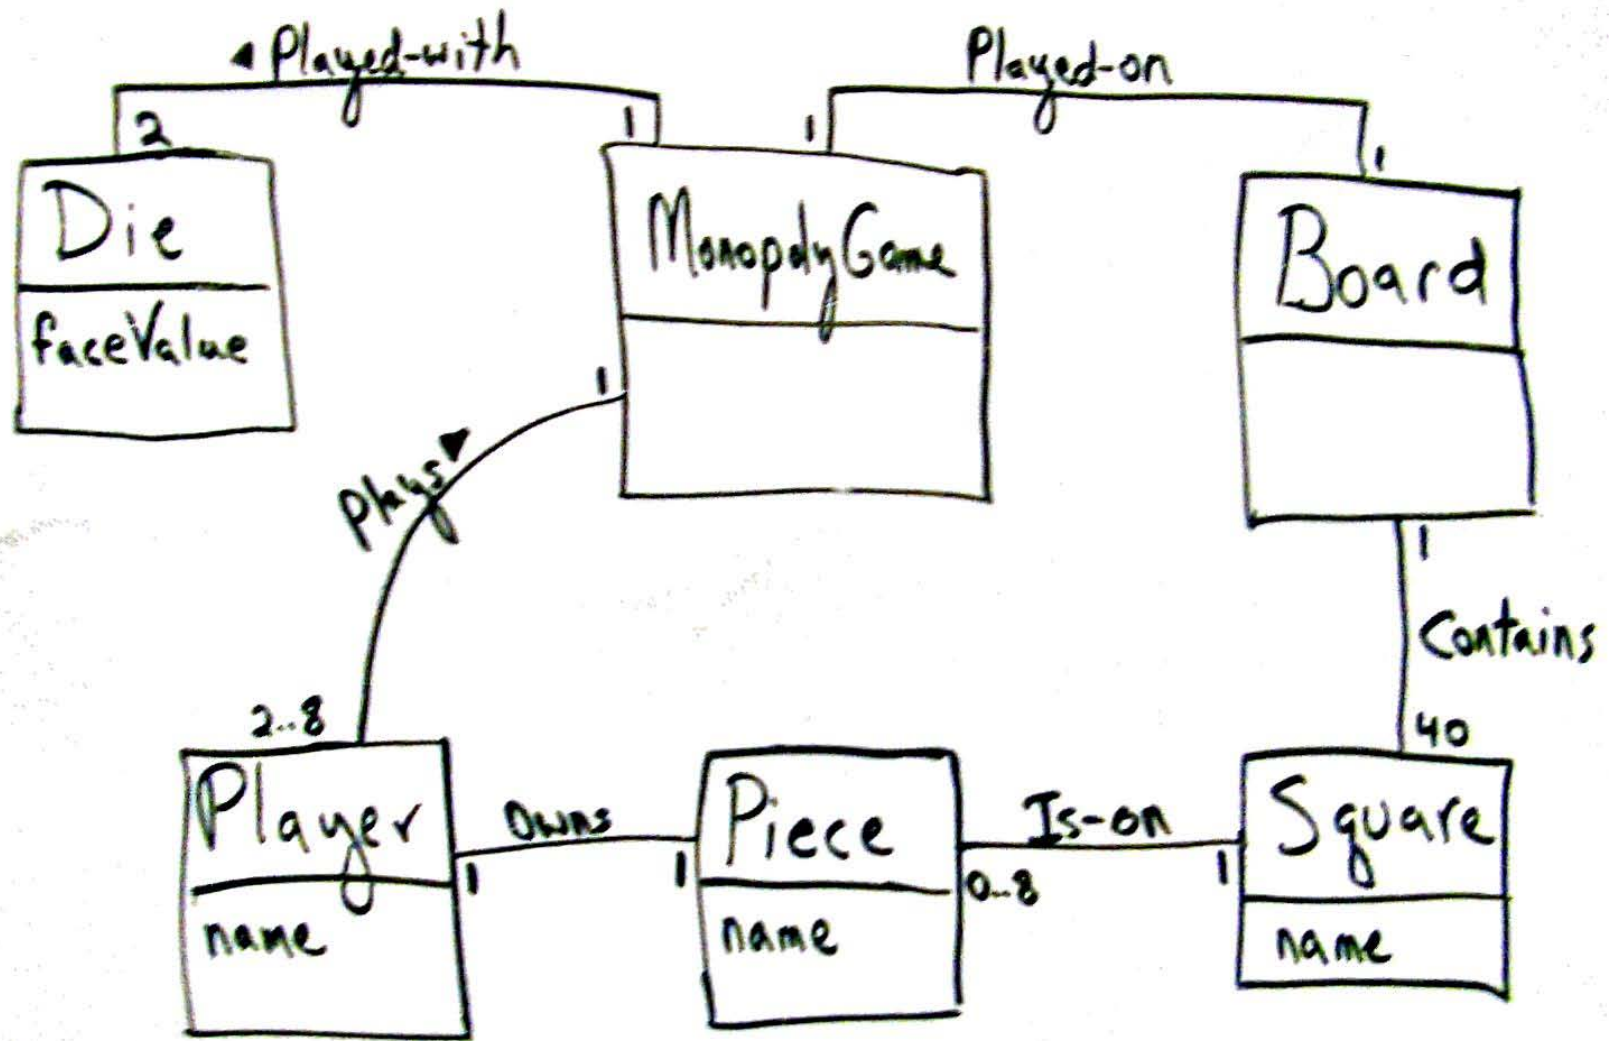 ◄ Played-with
Played-on
2
1
1
1
Die
faceValue
MonopolyGame
Board
1
Plays ►
1
Contains
2..8
40
Player
name
Owns
1
1
Piece
name
Is-on
0..8
1
Square
name